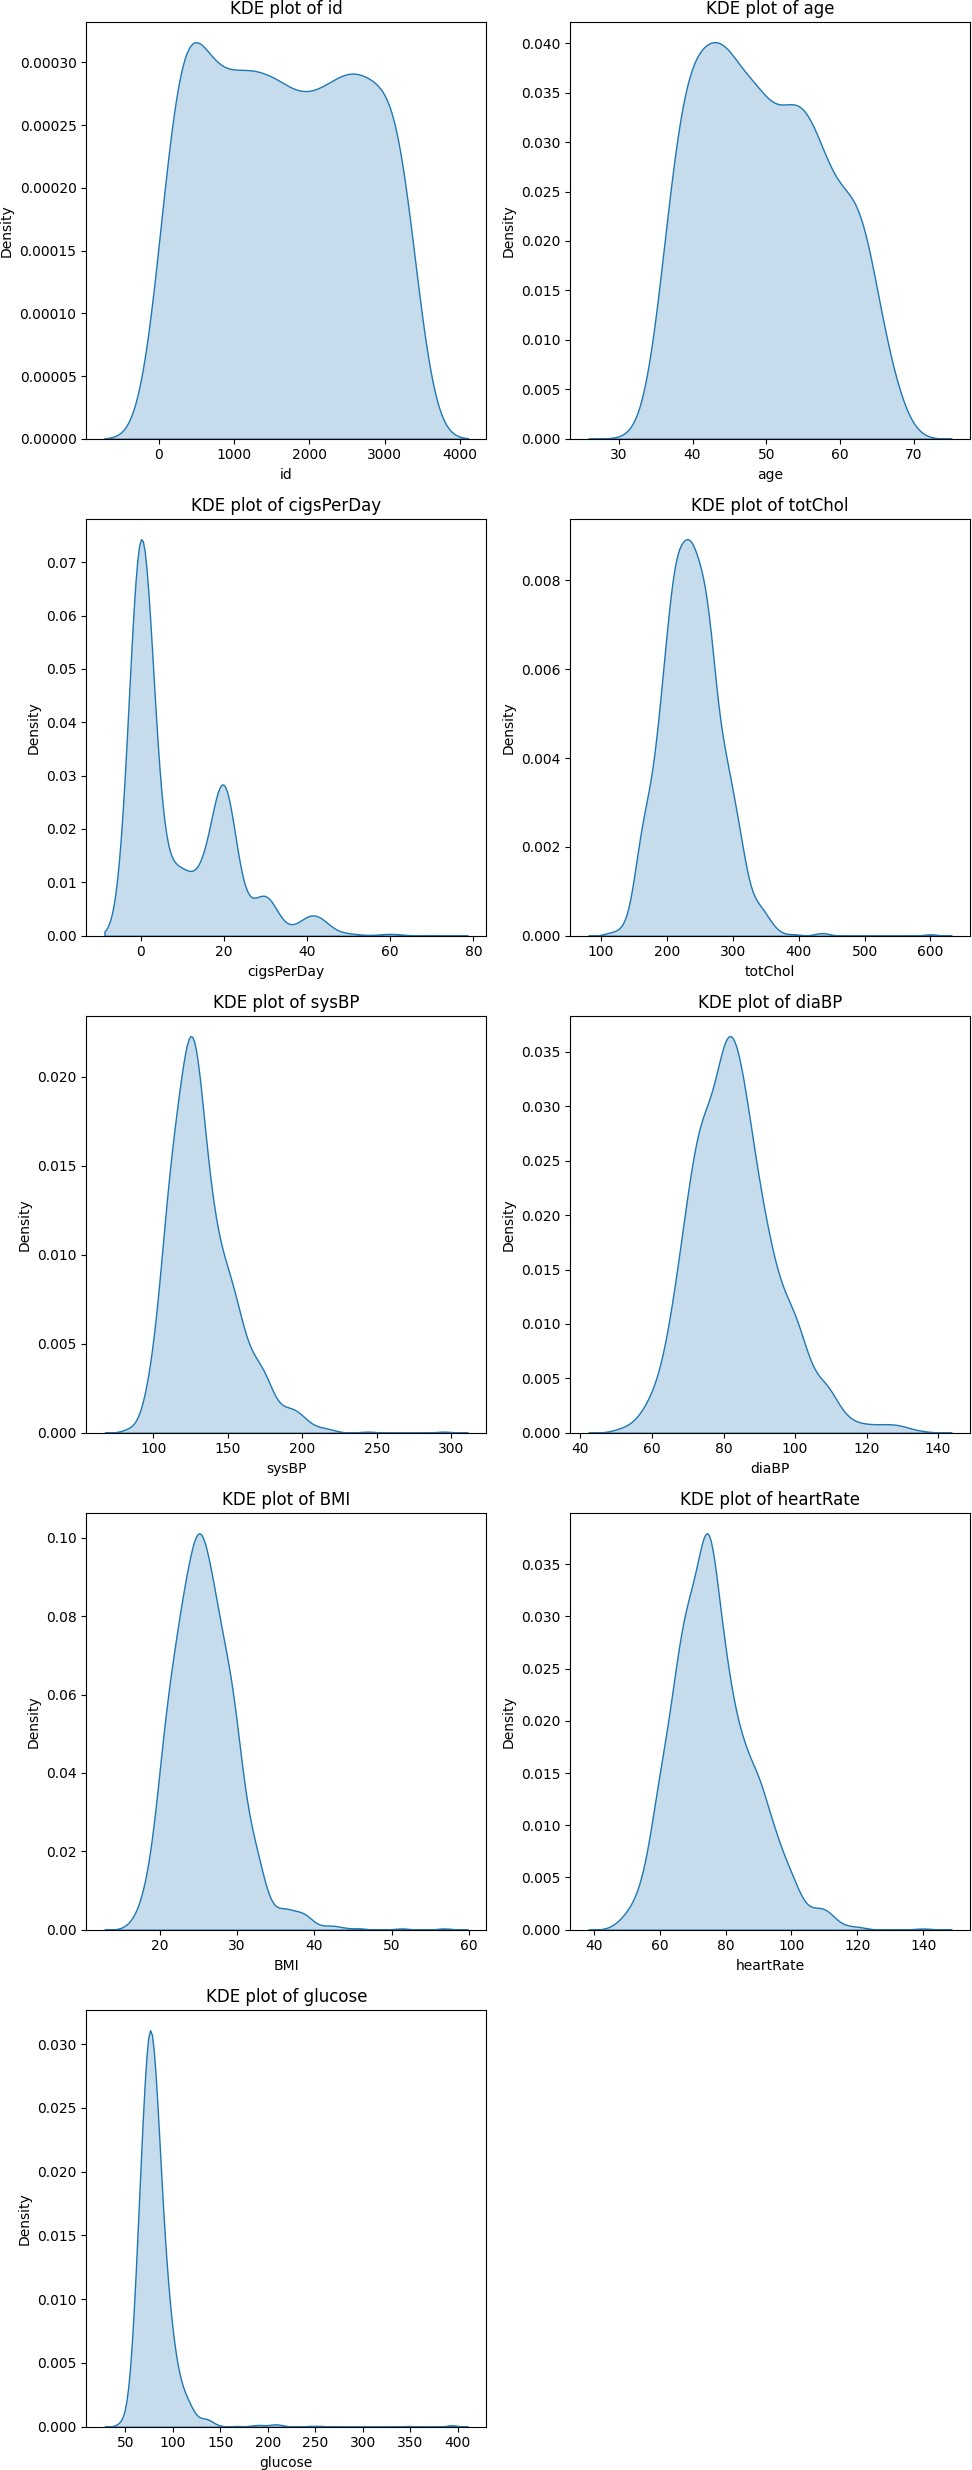 KDE plot of id
0.00030
0.00025
0.00020
0.00015
0.00010
0.00005
0.00000
Density
0 1000 2000 3000 4000
id
KDE plot of age
0.040
0.035
0.030
0.025
0.020
0.015
0.010
0.005
0.000
Density
30 40 50 60 70
age
KDE plot of cigsPerDay
0.07
0.06
0.05
0.04
0.03
0.02
0.01
0.00
Density
0 20 40 60 80
cigsPerDay
KDE plot of totChol
0.008
0.006
0.004
0.002
0.000
Density
100 200 300 400 500 600
totChol
KDE plot of sysBP
0.020
0.015
0.010
0.005
0.000
Density
100 150 200 250 300
sysBP
KDE plot of diaBP
0.035
0.030
0.025
0.020
0.015
0.010
0.005
0.000
Density
40 60 80 100 120 140
diaBP
KDE plot of BMI
0.10
0.08
0.06
0.04
0.02
0.00
Density
20 30 40 50 60
BMI
KDE plot of heartRate
0.035
0.030
0.025
0.020
0.015
0.010
0.005
0.000
Density
40 60 80 100 120 140
heartRate
KDE plot of glucose
0.030
0.025
0.020
0.015
0.010
0.005
0.000
Density
50 100 150 200 250 300 350 400
glucose